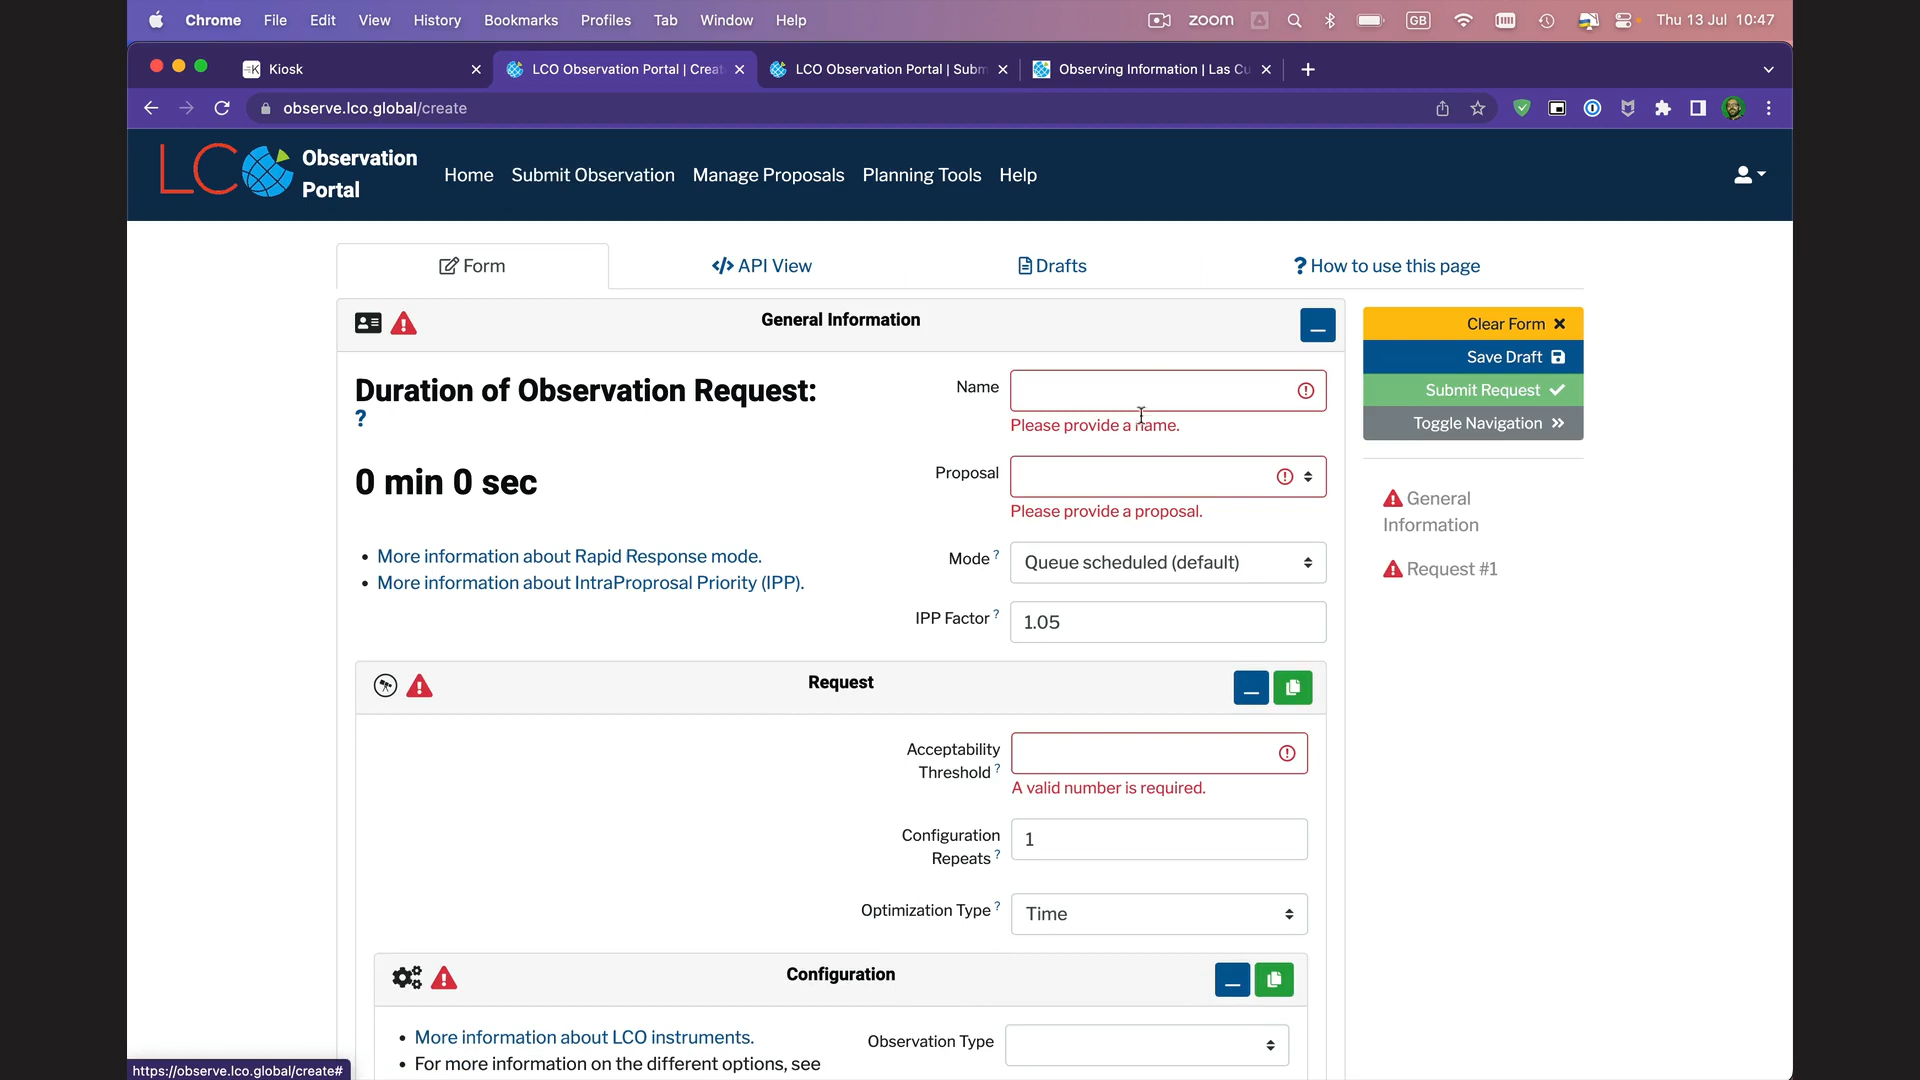 Chrome File Edit View History Bookmarks Profiles Tab Window Help zoom GB Thu 13 Jul 10:47
Kiosk LCO Observation Portal | Creat LCO Observation Portal | Subm Observing Information | Las Cu
observe.lco.global/create
LCO Observation Portal
Home Submit Observation Manage Proposals Planning Tools Help
Form API View Drafts ? How to use this page
General Information
Clear Form
Save Draft
Submit Request
Toggle Navigation
Duration of Observation Request:
?
Name
Please provide a name.
0 min 0 sec
Proposal
Please provide a proposal.
General
Information
Request #1
More information about Rapid Response mode.
More information about IntraProprosal Priority (IPP).
Mode ? Queue scheduled (default)
IPP Factor ? 1.05
Request
Acceptability
Threshold ?
A valid number is required.
Configuration
Repeats ?
1
Optimization Type ? Time
Configuration
More information about LCO instruments.
For more information on the different options, see
Observation Type
https://observe.lco.global/create#